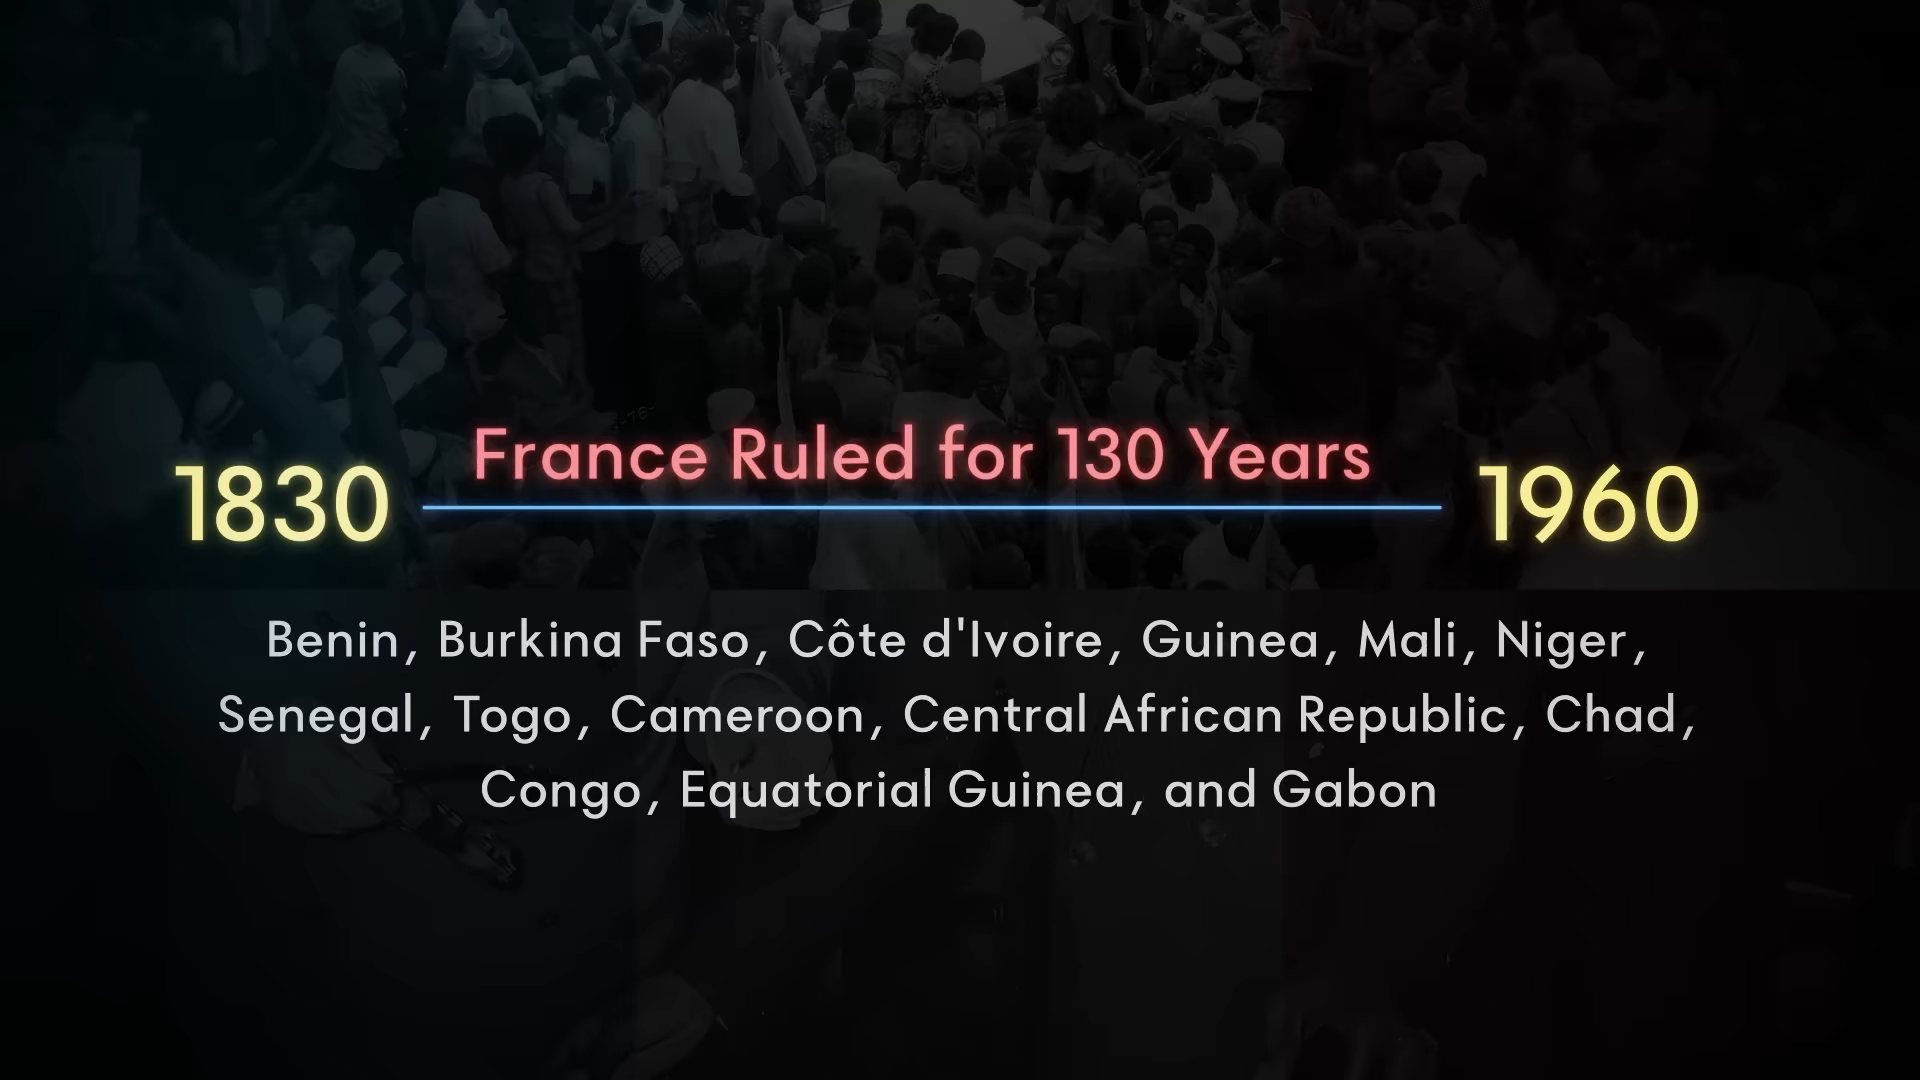 France Ruled for 130 Years
1830
1960
Benin, Burkina Faso, Côte d'Ivoire, Guinea, Mali, Niger,
Senegal, Togo, Cameroon, Central African Republic, Chad,
Congo, Equatorial Guinea, and Gabon